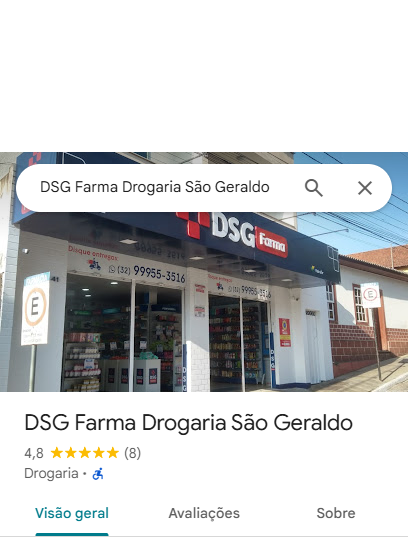 DSG Farma Drogaria São Geraldo
DSG Farma
Disque entregas
(32) 99955-3516
(32) 99955-3516
E
E
DSG Farma Drogaria São Geraldo
4,8 (8)
Drogaria ·
Visão geral
Avaliações
Sobre